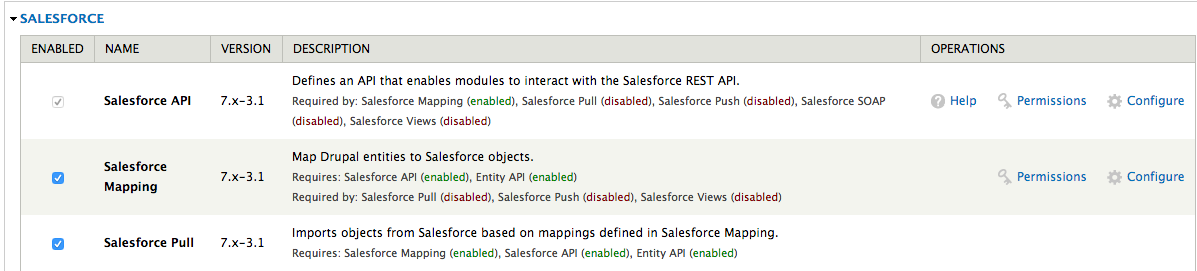 SALESFORCE
ENABLED NAME VERSION DESCRIPTION OPERATIONS
Defines an API that enables modules to interact with the Salesforce REST API.
Salesforce API 7.x-3.1 Required by: Salesforce Mapping (enabled), Salesforce Pull (disabled), Salesforce Push (disabled), Salesforce SOAP Help Permissions Configure
(disabled), Salesforce Views (disabled)
Map Drupal entities to Salesforce objects.
Salesforce
Mapping 7.x-3.1 Requires: Salesforce API (enabled), Entity API (enabled) Permissions Configure
Required by: Salesforce Pull (disabled), Salesforce Push (disabled), Salesforce Views (disabled)
Imports objects from Salesforce based on mappings defined in Salesforce Mapping.
Salesforce Pull 7.x-3.1 Requires: Salesforce Mapping (enabled), Salesforce API (enabled), Entity API (enabled)